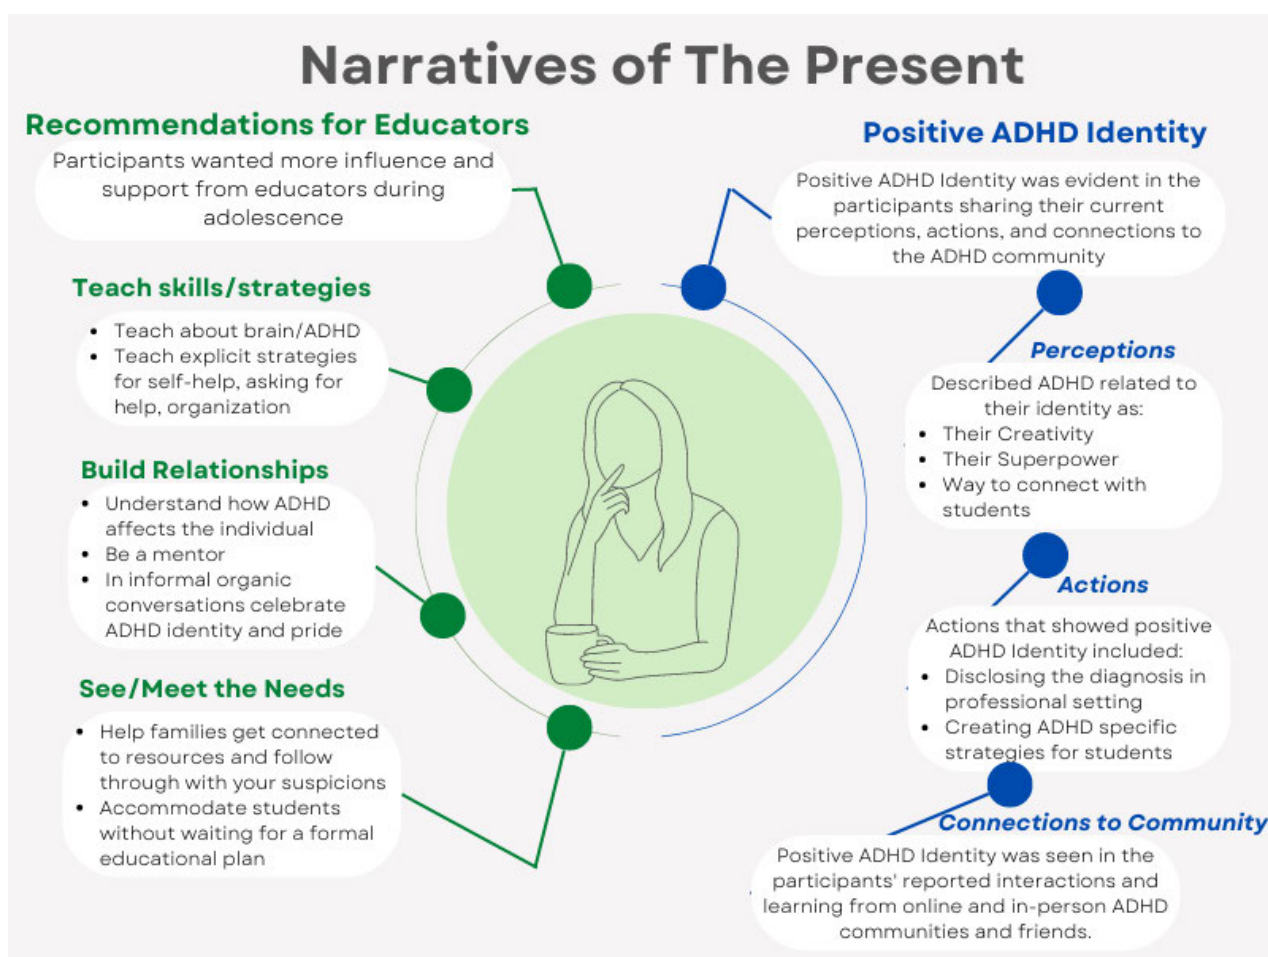 Narratives of The Present
Recommendations for Educators
Participants wanted more influence and
support from educators during
adolescence
Teach skills/strategies
• Teach about brain/ADHD
• Teach explicit strategies
for self-help, asking for
help, organization
Build Relationships
• Understand how ADHD
affects the individual
• Be a mentor
• In informal organic
conversations celebrate
ADHD identity and pride
See/Meet the Needs
• Help families get connected
to resources and follow
through with your suspicions
• Accommodate students
without waiting for a formal
educational plan
Positive ADHD Identity
Positive ADHD Identity was evident in the
participants sharing their current
perceptions, actions, and connections to
the ADHD community
Perceptions
Described ADHD related to
their identity as:
• Their Creativity
• Their Superpower
• Way to connect with
students
Actions
Actions that showed positive
ADHD Identity included:
• Disclosing the diagnosis in
professional setting
• Creating ADHD specific
strategies for students
Connections to Community
Positive ADHD Identity was seen in the
participants' reported interactions and
learning from online and in-person ADHD
communities and friends.